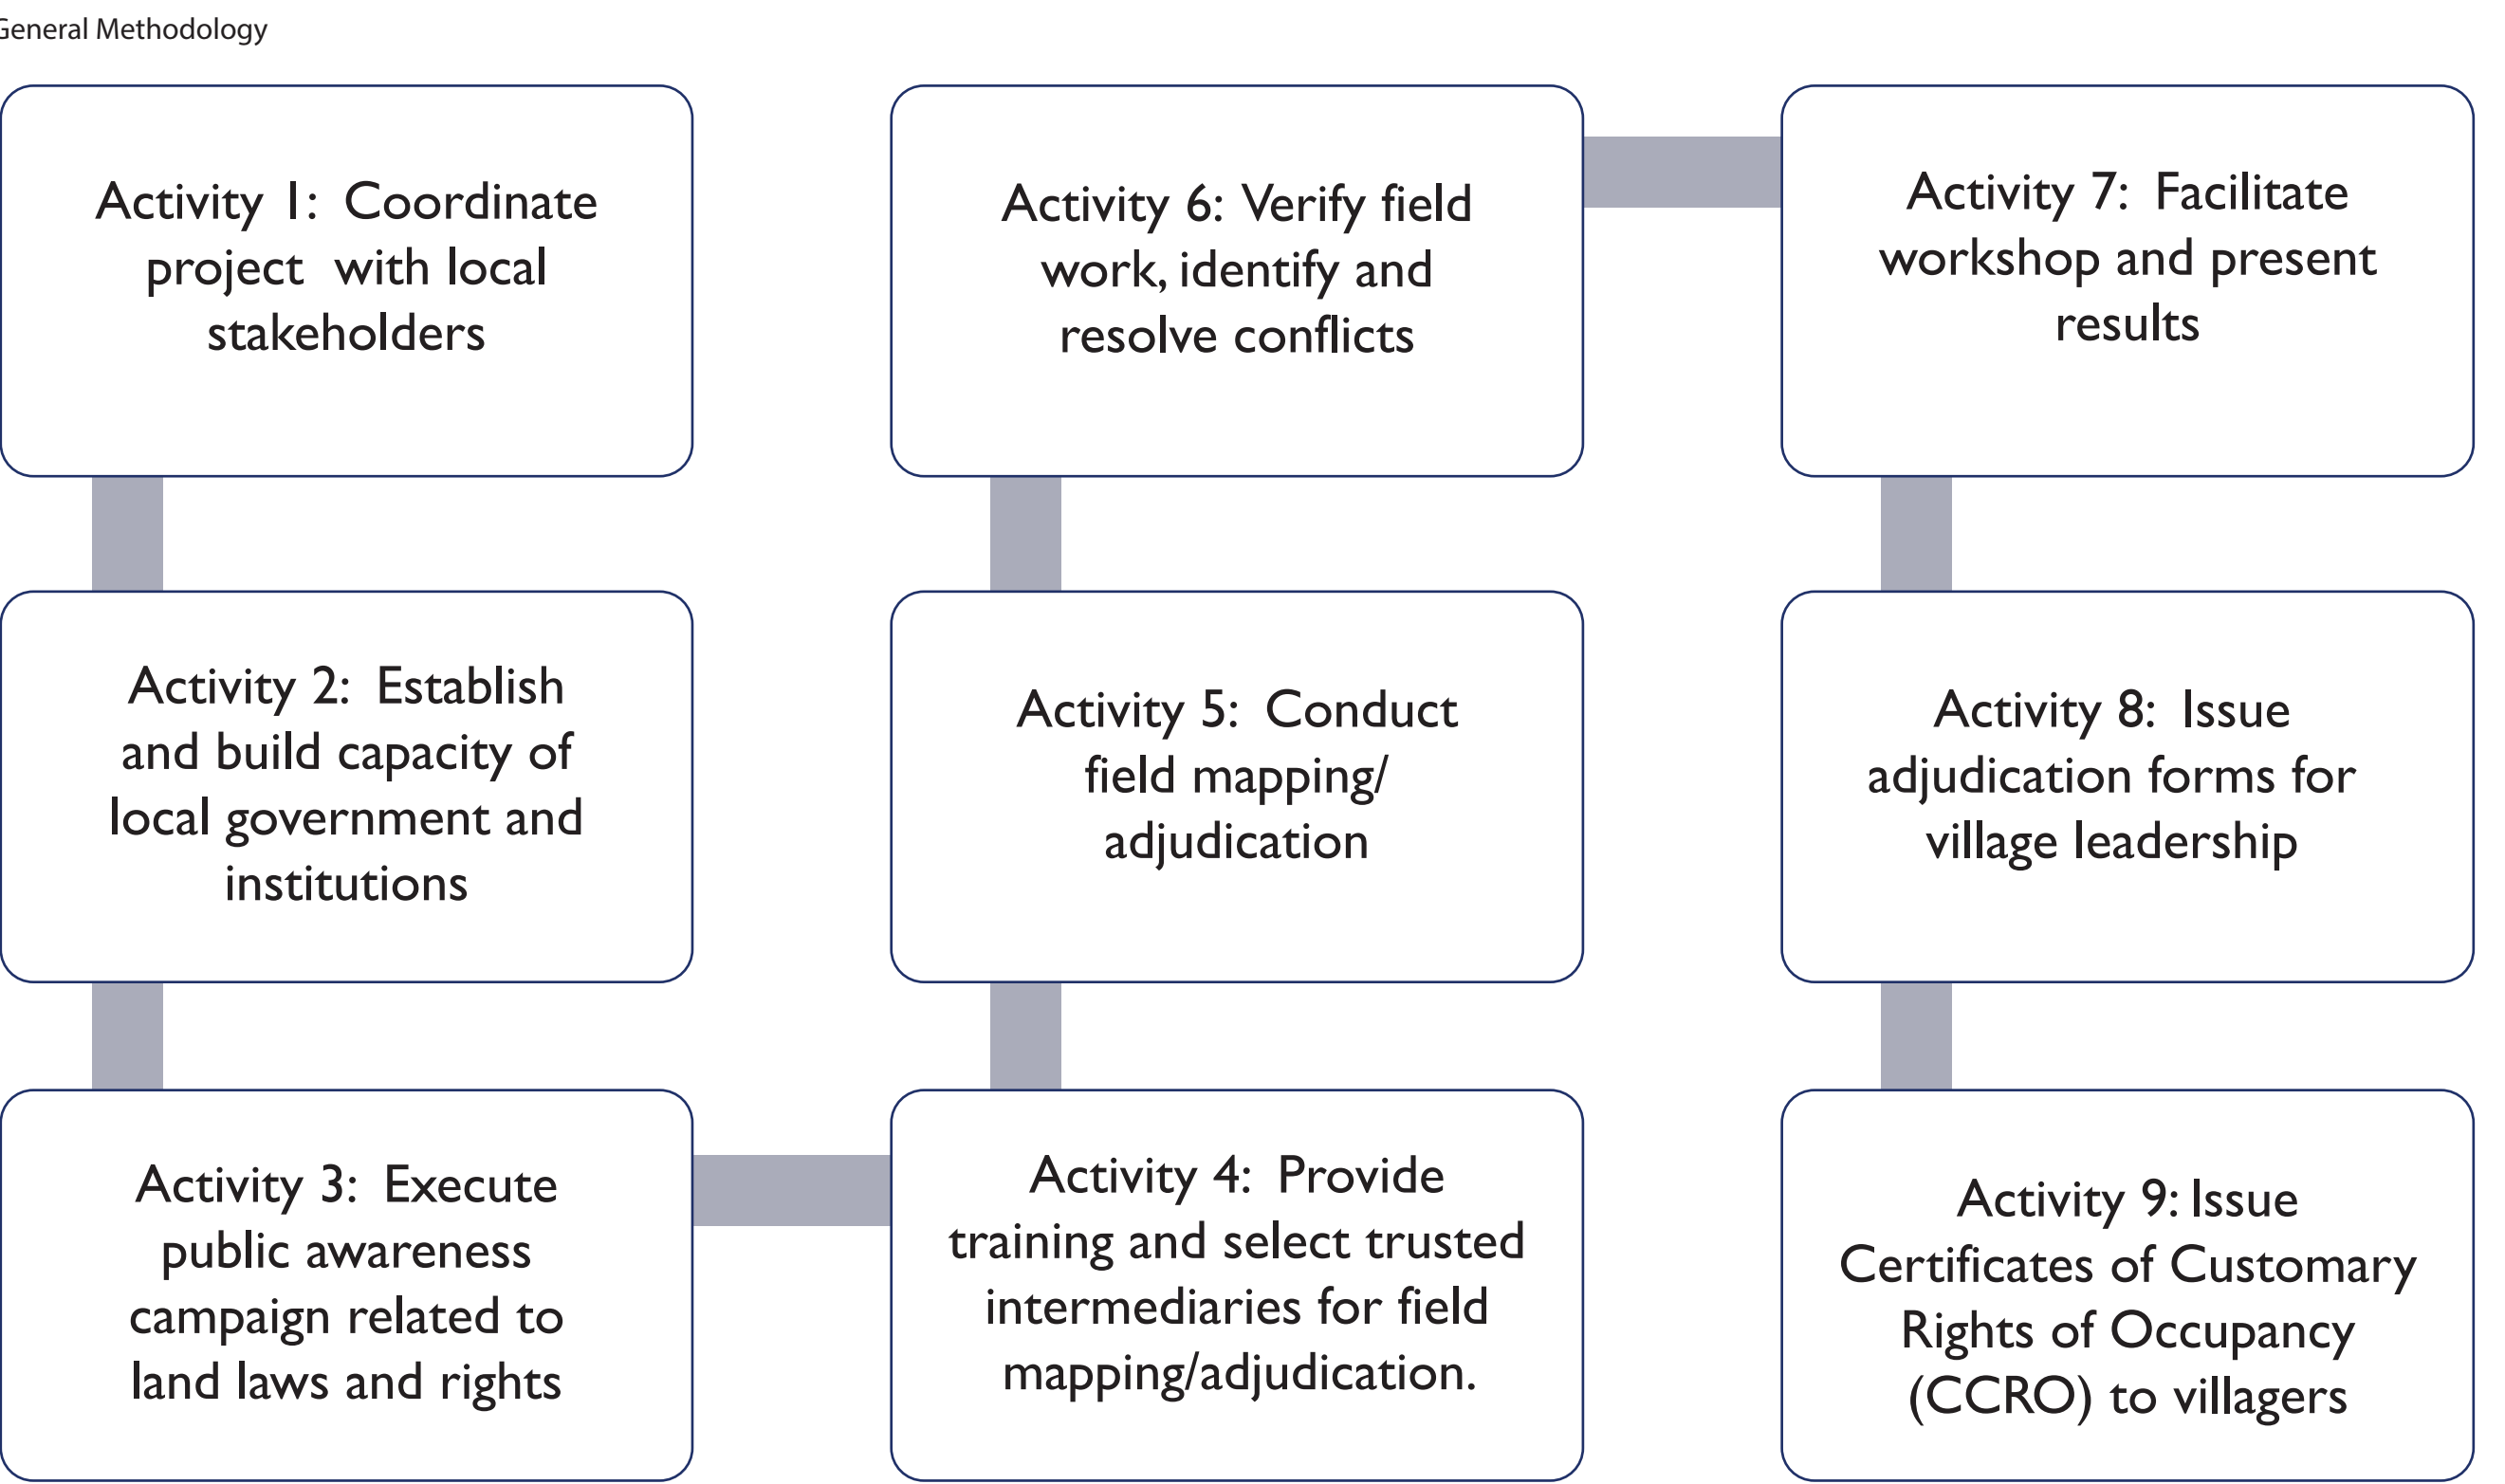 General Methodology
Activity 1: Coordinate
project with local
stakeholders
Activity 2: Establish
and build capacity of
local government and
institutions
Activity 3: Execute
public awareness
campaign related to
land laws and rights
Activity 4: Provide
training and select trusted
intermediaries for field
mapping/adjudication.
Activity 5: Conduct
field mapping/
adjudication
Activity 6: Verify field
work, identify and
resolve conflicts
Activity 7: Facilitate
workshop and present
results
Activity 8: Issue
adjudication forms for
village leadership
Activity 9: Issue
Certificates of Customary
Rights of Occupancy
(CCRO) to villagers